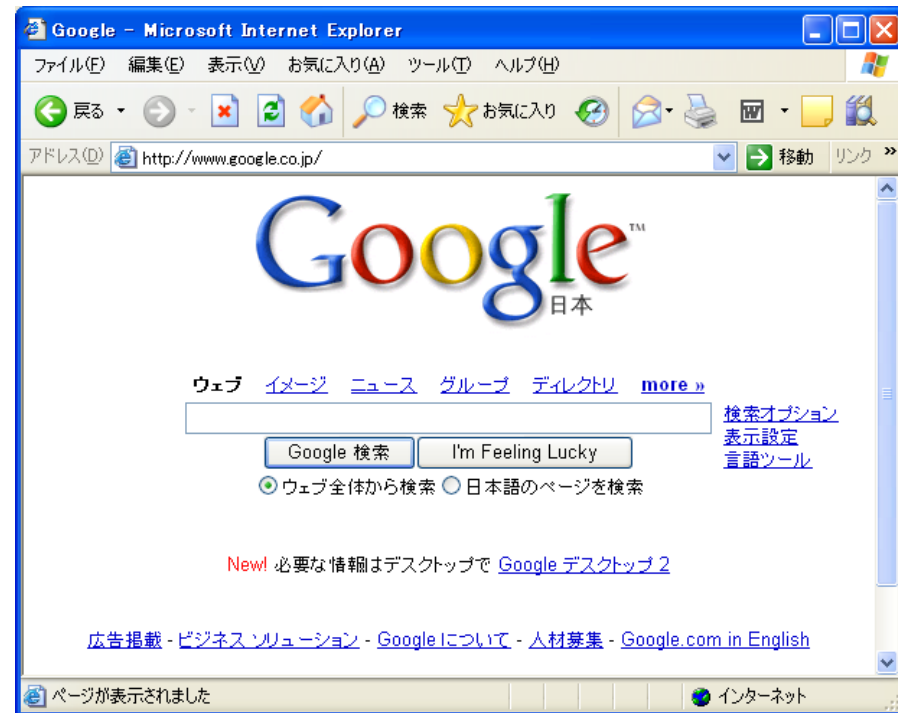 Google - Microsoft Internet Explorer
ファイル(F) 編集(E) 表示(V) お気に入り(A) ツール(T) ヘルプ(H)
戻る 検索 お気に入り W
アドレス(D) http://www.google.co.jp/ 移動 リンク »
Google™
日本
ウェブ イメージ ニュース グループ ディレクトリ more »
検索オプション
表示設定
言語ツール
Google 検索 I'm Feeling Lucky
ウェブ全体から検索 日本語のページを検索
New! 必要な情報はデスクトップで Google デスクトップ 2
広告掲載 - ビジネス ソリューション - Google について - 人材募集 - Google.com in English
ページが表示されました インターネット